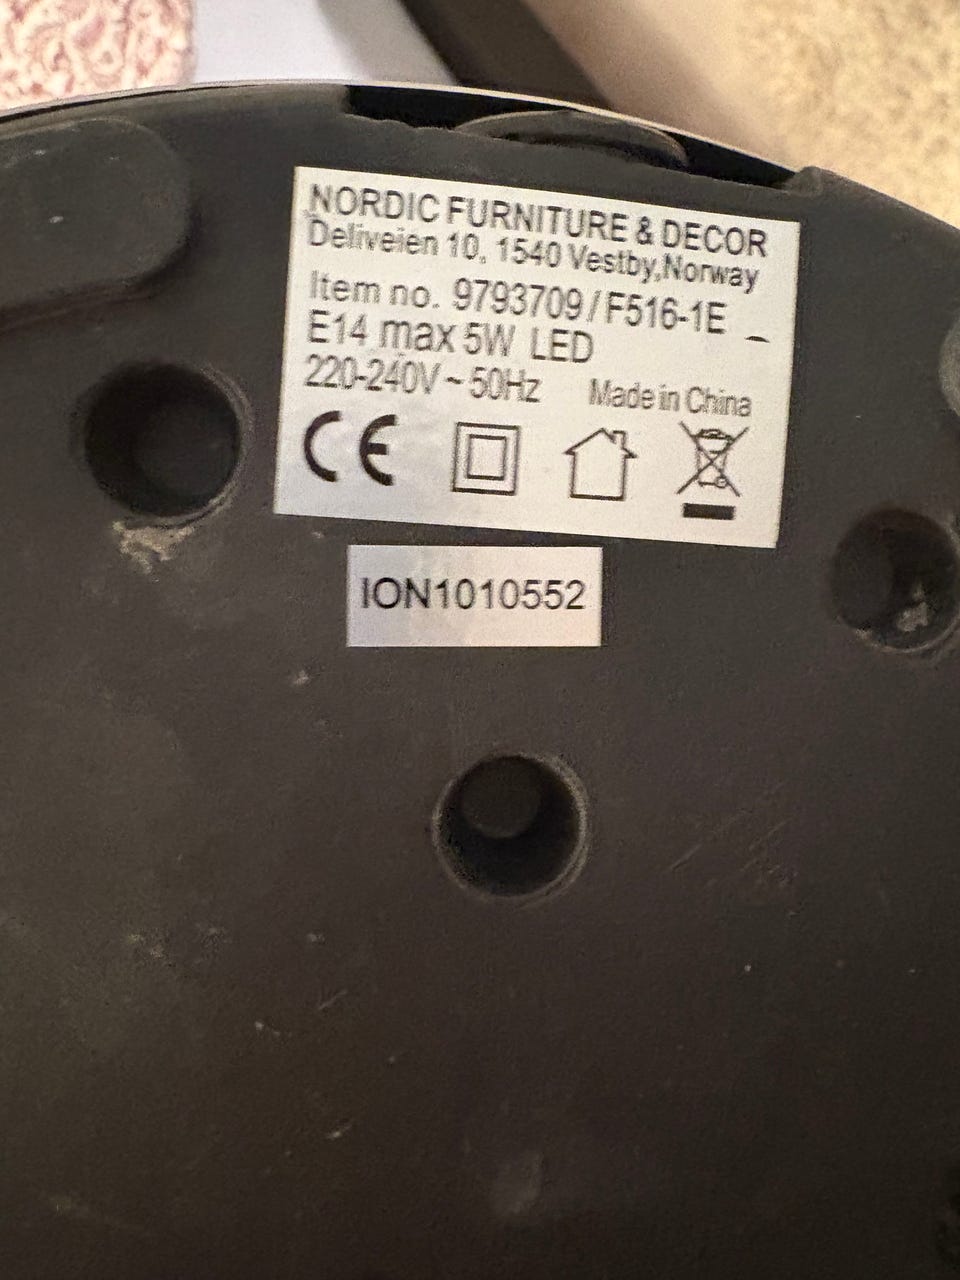 NORDIC FURNITURE & DECOR
Deliveien 10, 1540 Vestby,Norway
Item no. 9793709/F516-1E
E14 max 5W LED
220-240V ~ 50Hz Made in China
CE
ION1010552